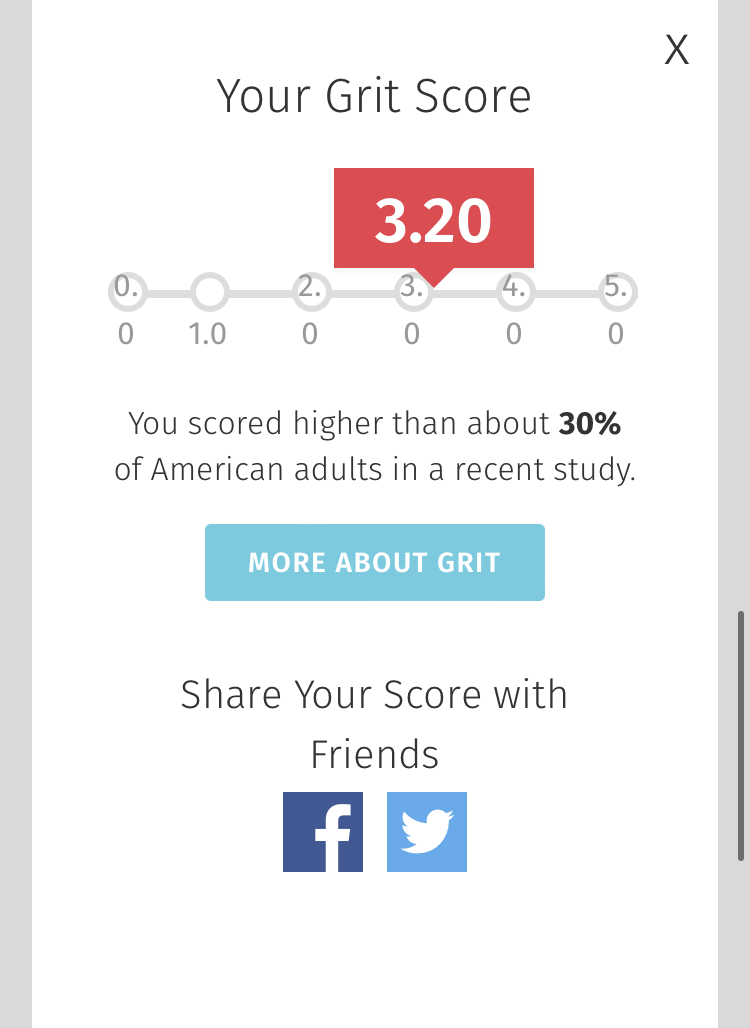 X
Your Grit Score
3.20
0. 2. 3. 4. 5.
0 1.0 0 0 0 0
You scored higher than about 30%
of American adults in a recent study.
MORE ABOUT GRIT
Share Your Score with
Friends